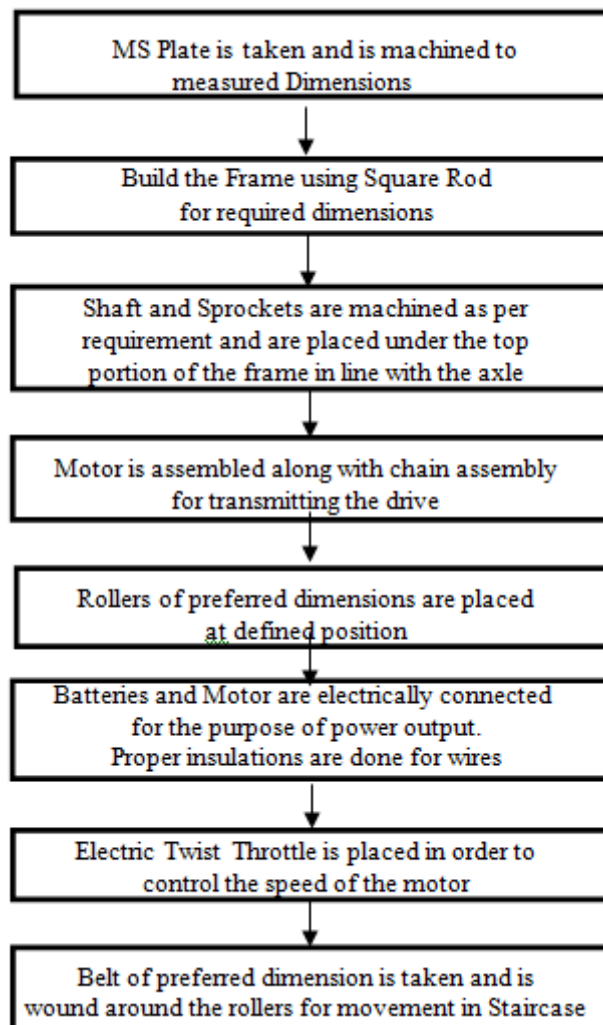 MS Plate is taken and is machined to
measured Dimensions
Build the Frame using Square Rod
for required dimensions
Shaft and Sprockets are machined as per
requirement and are placed under the top
portion of the frame in line with the axle
Motor is assembled along with chain assembly
for transmitting the drive
Rollers of preferred dimensions are placed
at defined position
Batteries and Motor are electrically connected
for the purpose of power output.
Proper insulations are done for wires
Electric Twist Throttle is placed in order to
control the speed of the motor
Belt of preferred dimension is taken and is
wound around the rollers for movement in Staircase